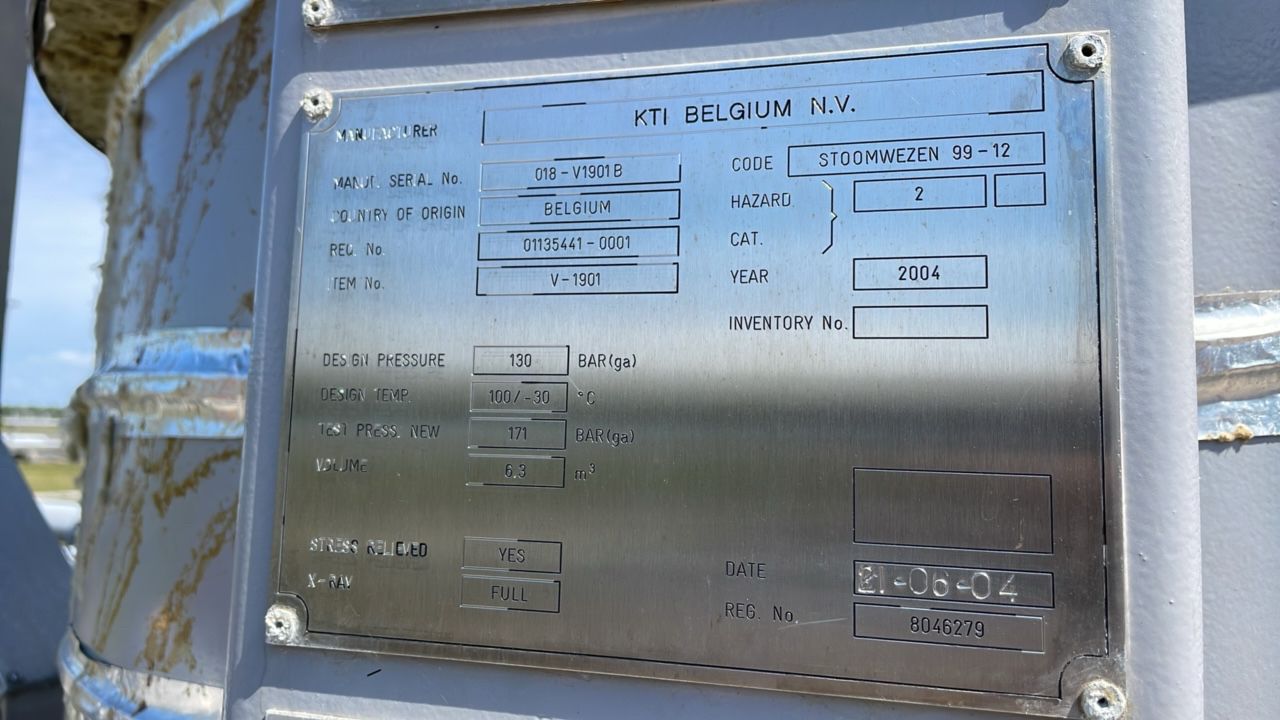 MANUFACTURER KTI BELGIUM N.V.
MANUF. SERIAL No. 018-V1901B
CODE STOOMWEZEN 99-12
COUNTRY OF ORIGIN BELGIUM
HAZARD CAT. 2
REQ. No. 01135441-0001
ITEM No. V-1901
YEAR 2004
INVENTORY No.
DESIGN PRESSURE 130 BAR(ga)
DESIGN TEMP. 100/-30 °C
TEST PRESS. NEW 171 BAR(ga)
VOLUME 6.3 m³
STRESS RELIEVED YES
X-RAY FULL
DATE 21-06-04
REG. No. 8046279